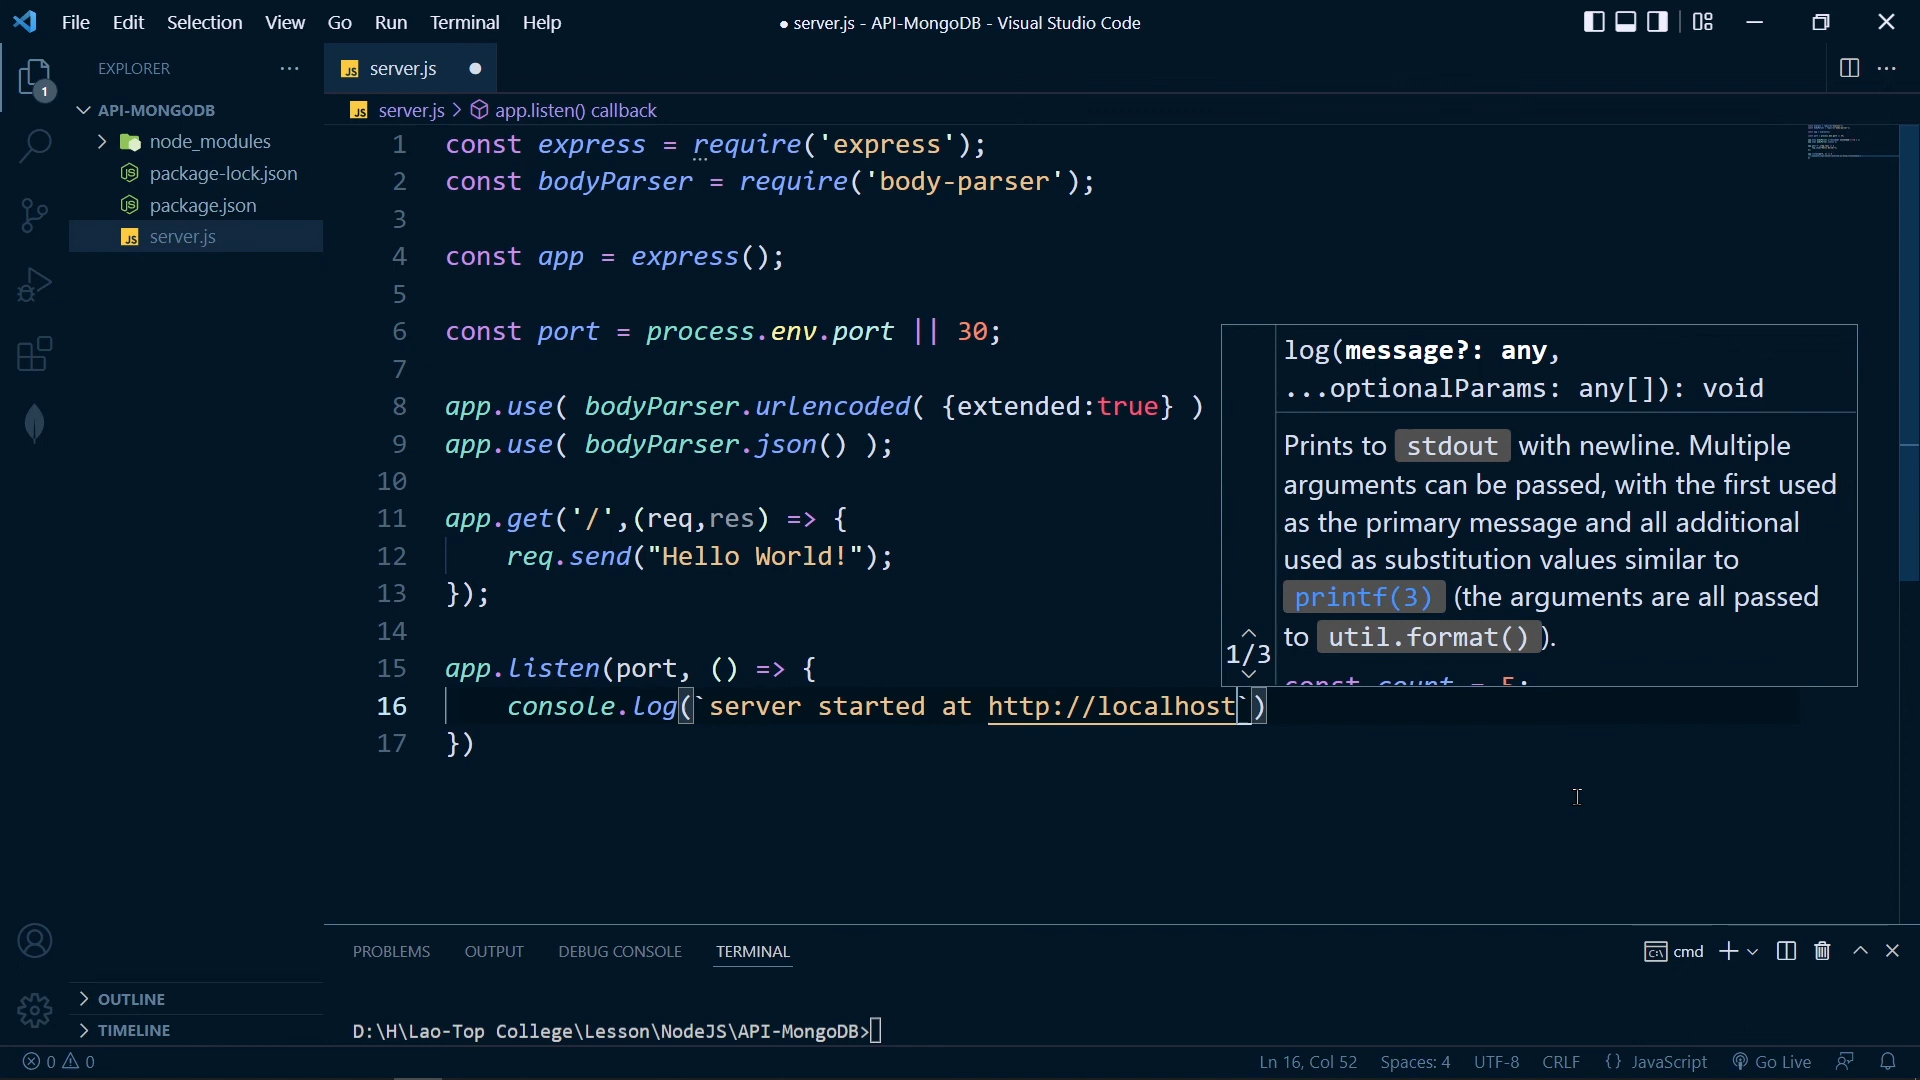 File Edit Selection View Go Run Terminal Help
● server.js - API-MongoDB - Visual Studio Code
EXPLORER
1
API-MONGODB
node_modules
package-lock.json
package.json
JS server.js
JS server.js
JS server.js > app.listen() callback
1 const express = require('express');
2 const bodyParser = require('body-parser');
3
4 const app = express();
5
6 const port = process.env.port || 30;
7
8 app.use( bodyParser.urlencoded( {extended:true} )
9 app.use( bodyParser.json() );
10
11 app.get('/',(req,res) => {
12 req.send("Hello World!");
13 });
14
15 app.listen(port, () => {
16 console.log(`server started at http://localhost`)
17 })
log(message?: any,
...optionalParams: any[]): void
Prints to stdout with newline. Multiple
arguments can be passed, with the first used
as the primary message and all additional
used as substitution values similar to
printf(3) (the arguments are all passed
to util.format()).
const count = 5;
1/3
PROBLEMS OUTPUT DEBUG CONSOLE TERMINAL
cmd
D:\H\Lao-Top College\Lesson\NodeJS\API-MongoDB>
OUTLINE
TIMELINE
0 0
Ln 16, Col 52 Spaces: 4 UTF-8 CRLF {} JavaScript Go Live